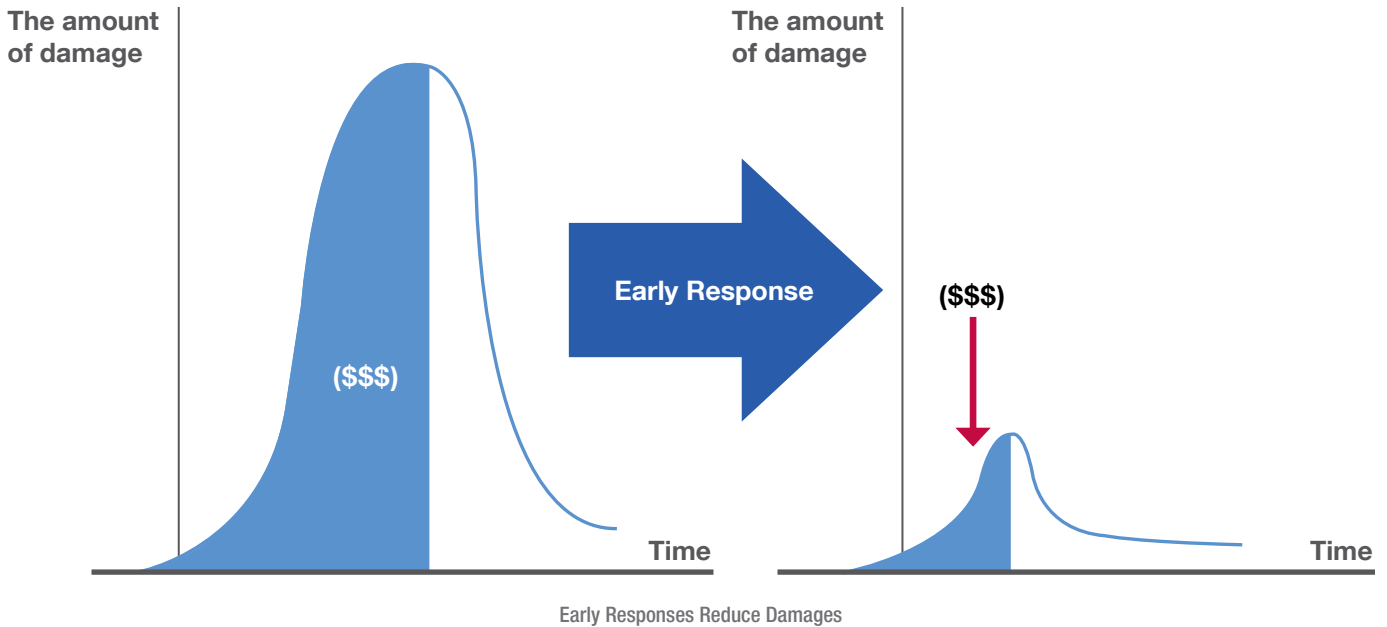 The amount
of damage
($$$)
Time
Early Response
The amount
of damage
($$$)
Time
Early Responses Reduce Damages